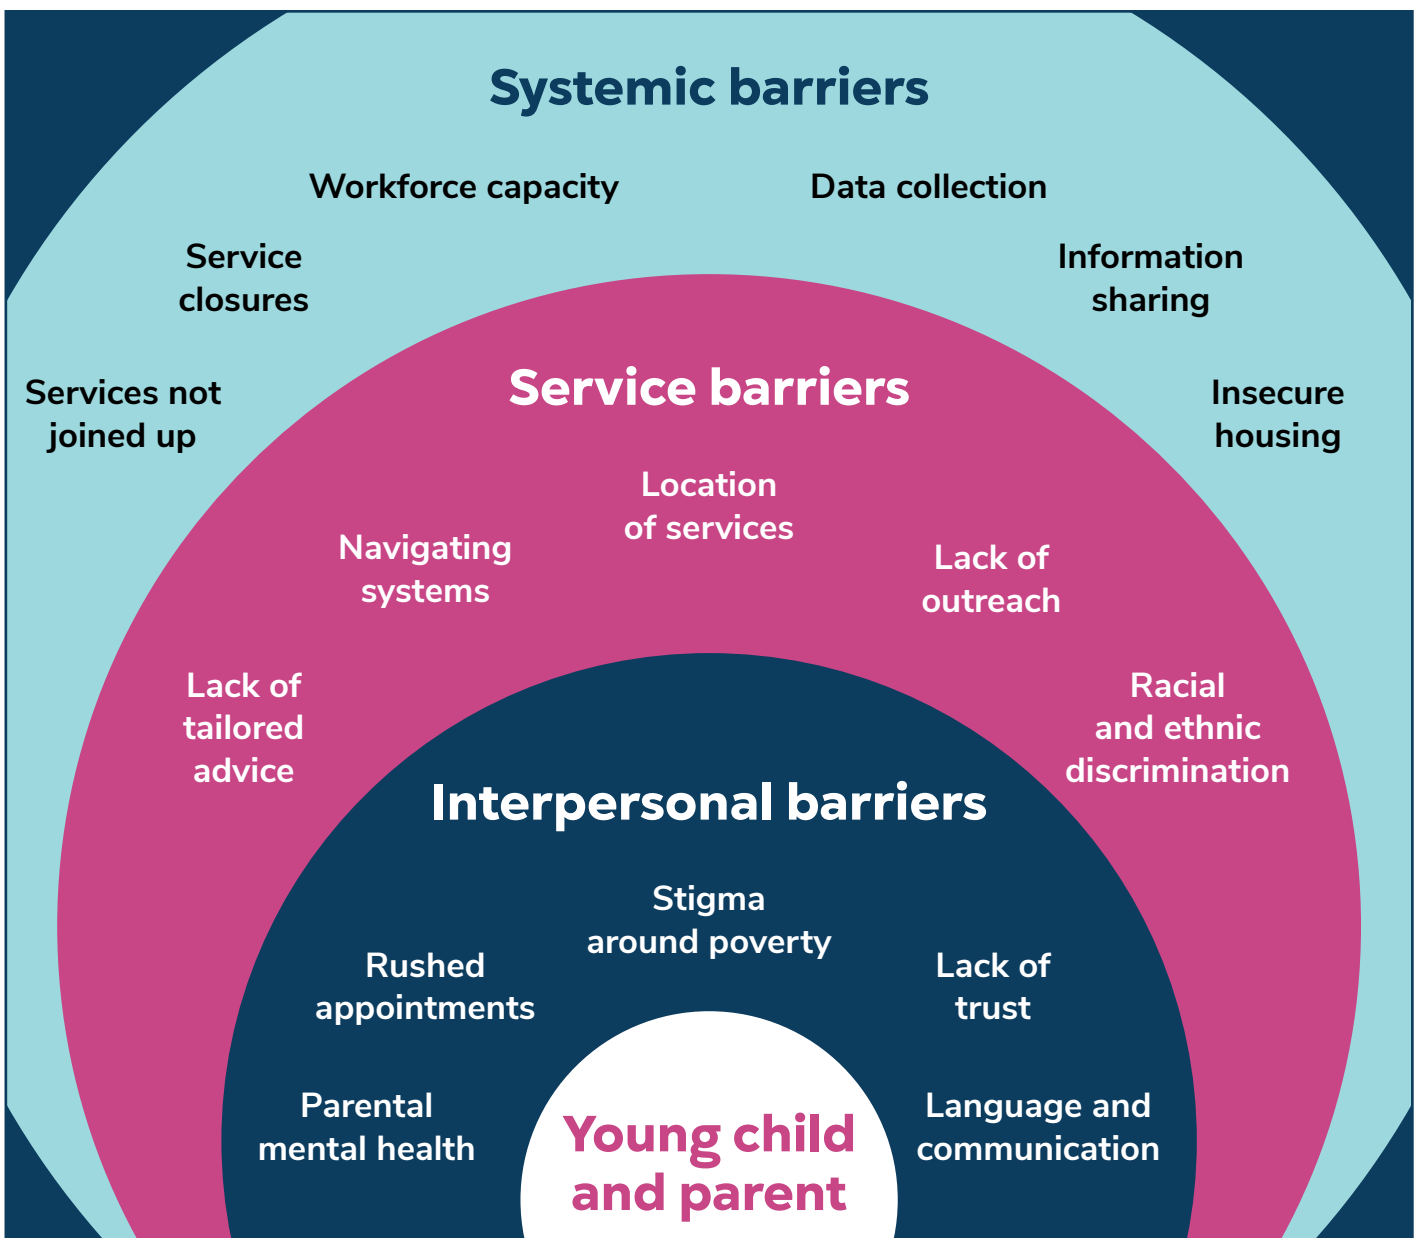 Systemic barriers
Workforce capacity
Data collection
Service
closures
Information
sharing
Services not
joined up
Insecure
housing
Service barriers
Location
of services
Navigating
systems
Lack of
outreach
Lack of
tailored
advice
Racial
and ethnic
discrimination
Interpersonal barriers
Stigma
around poverty
Rushed
appointments
Lack of
trust
Parental
mental health
Language and
communication
Young child
and parent